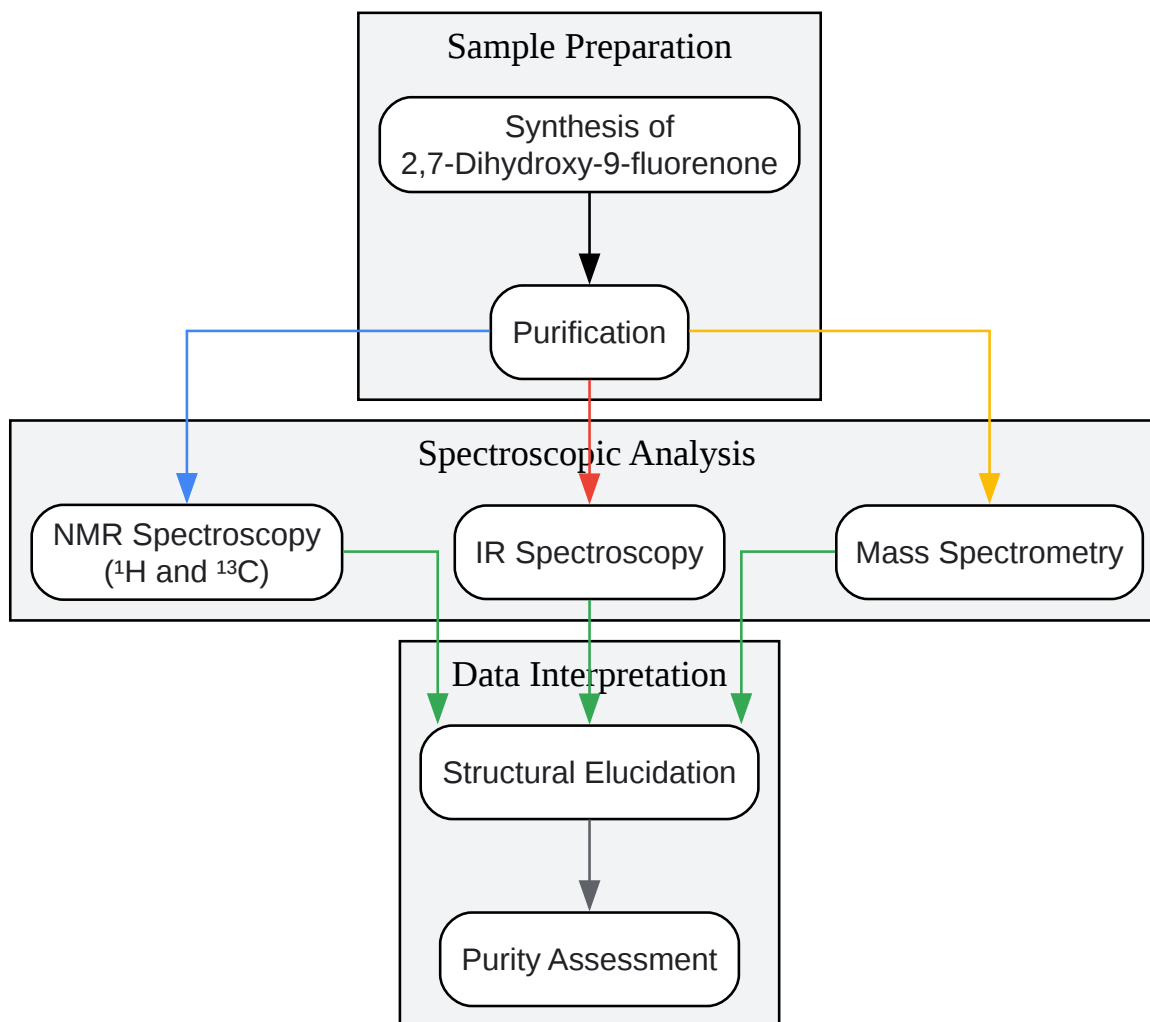 Sample Preparation
Synthesis of
2,7-Dihydroxy-9-fluorenone
Purification
Spectroscopic Analysis
NMR Spectroscopy
(¹H and ¹³C)
IR Spectroscopy
Mass Spectrometry
Data Interpretation
Structural Elucidation
Purity Assessment